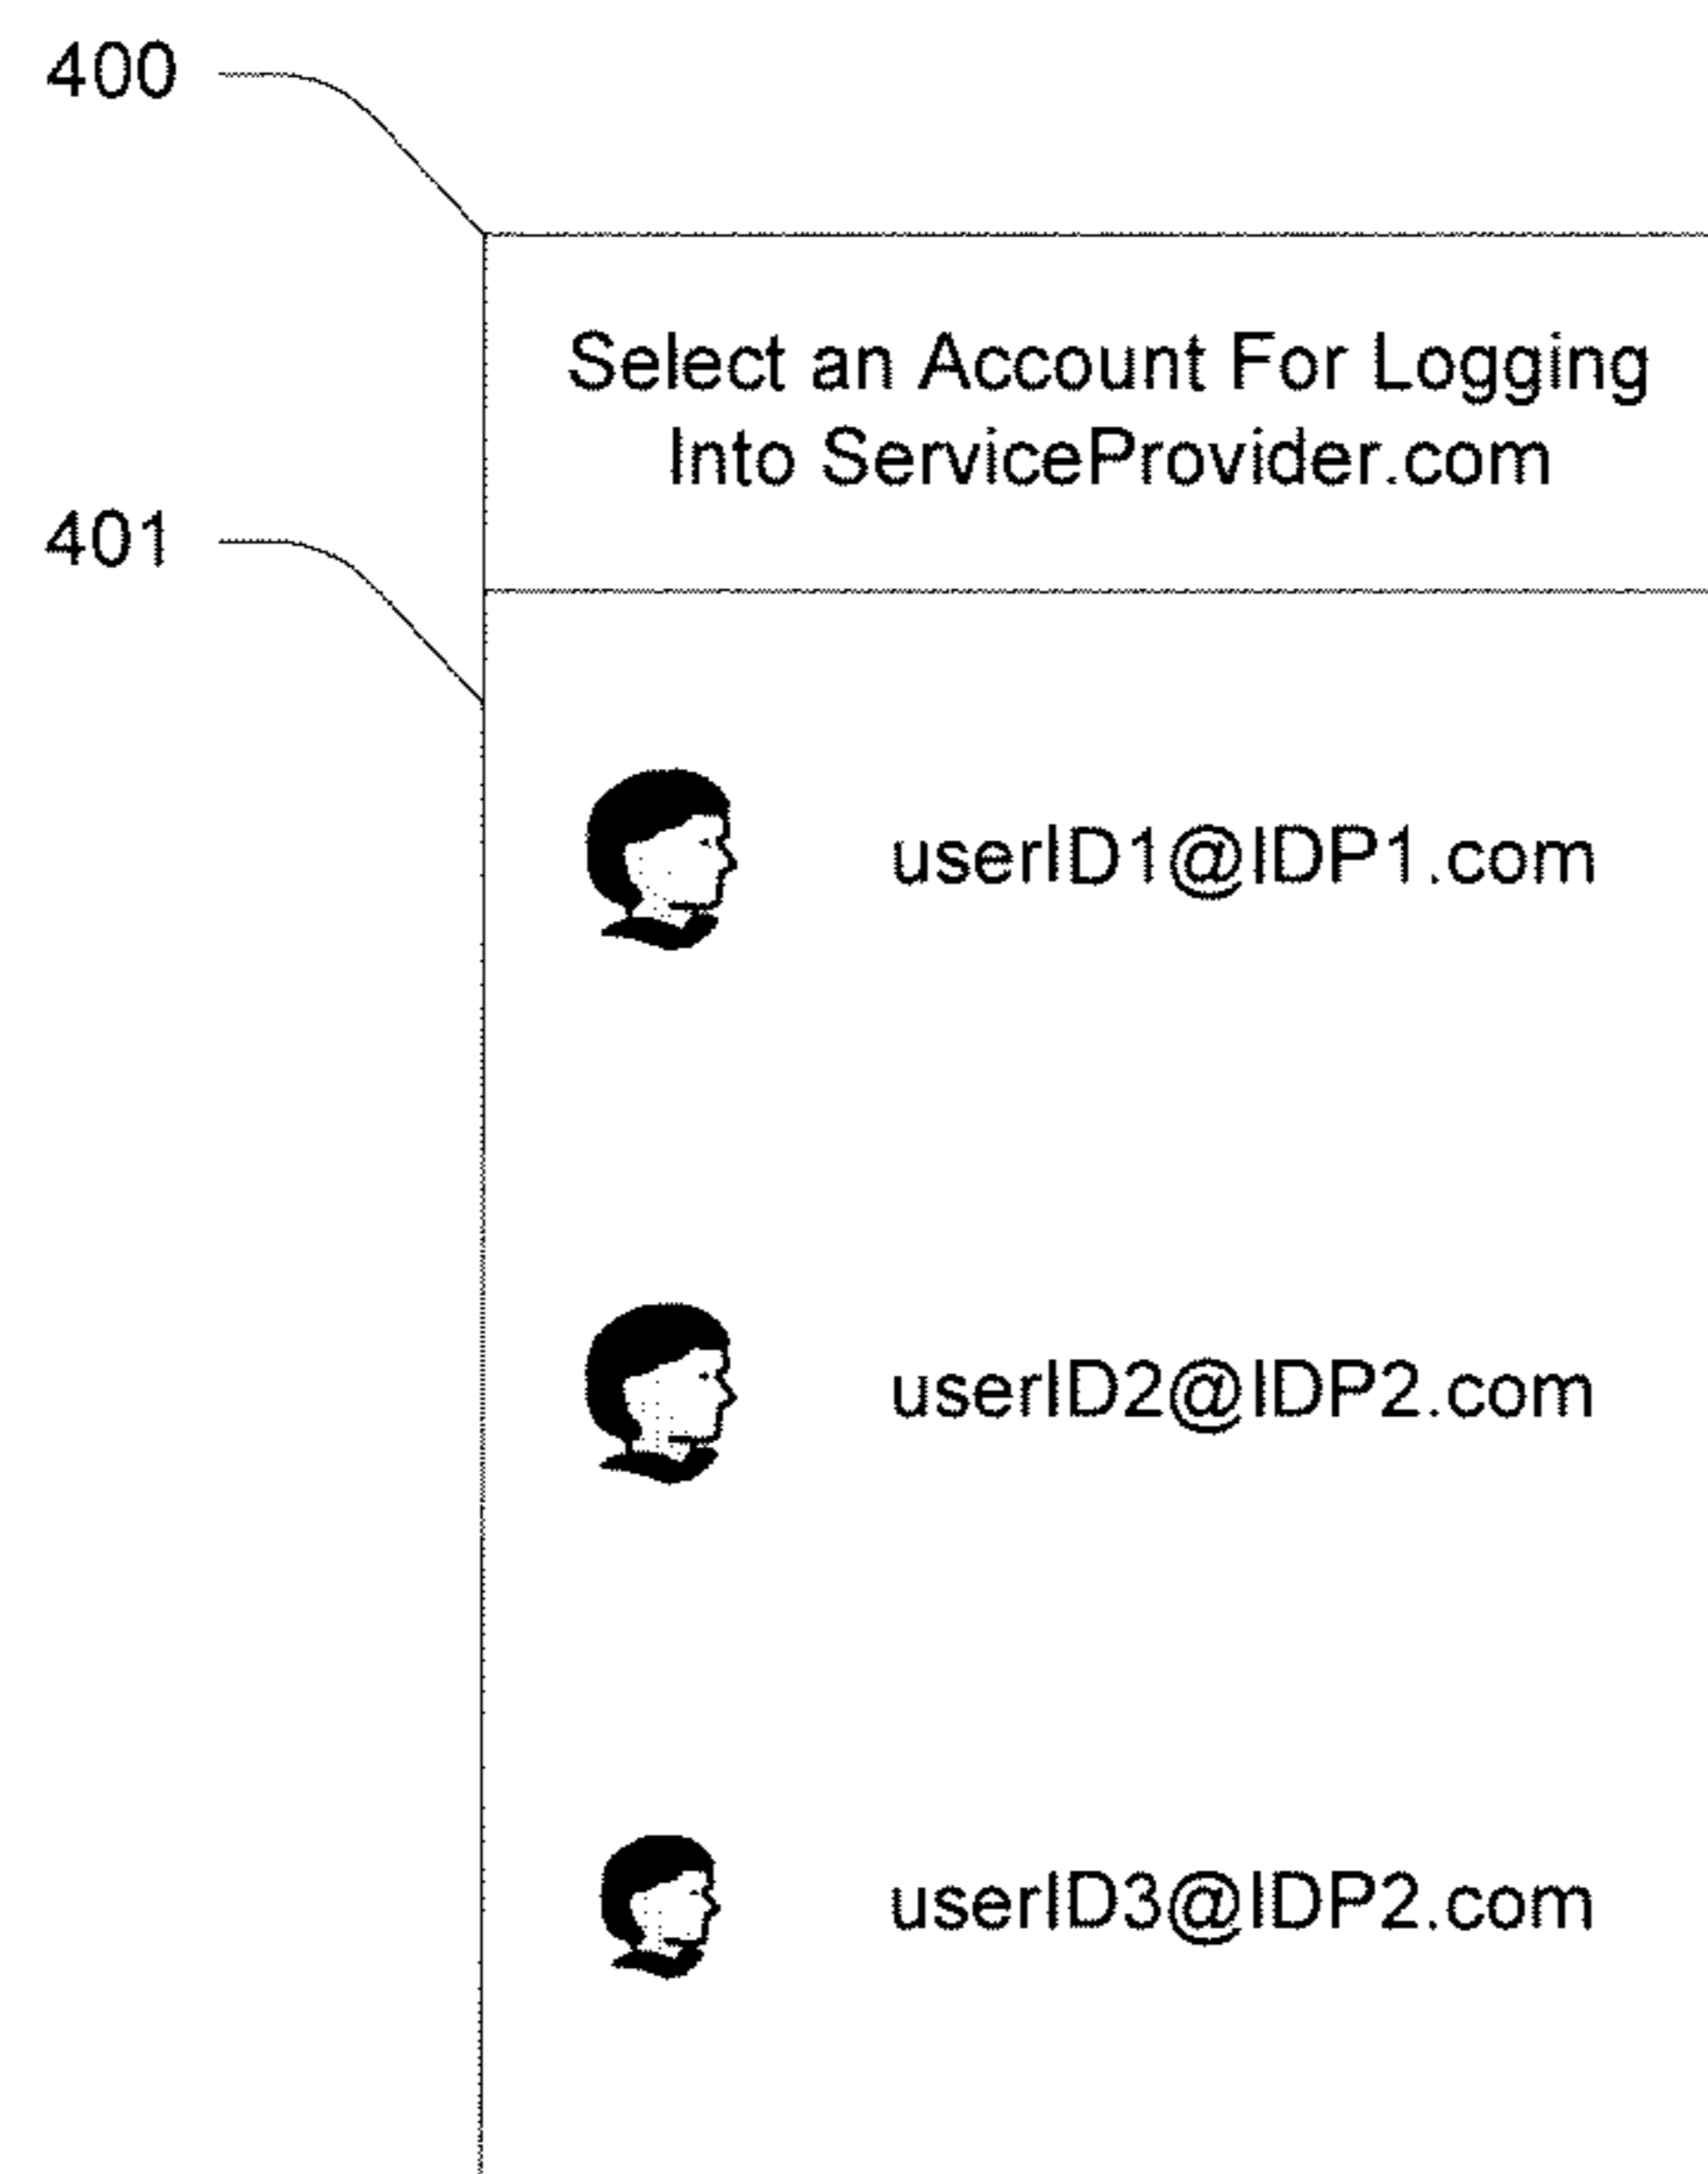 400
Select an Account For Logging
Into ServiceProvider.com
401
userID1@IDP1.com
userID2@IDP2.com
userID3@IDP2.com